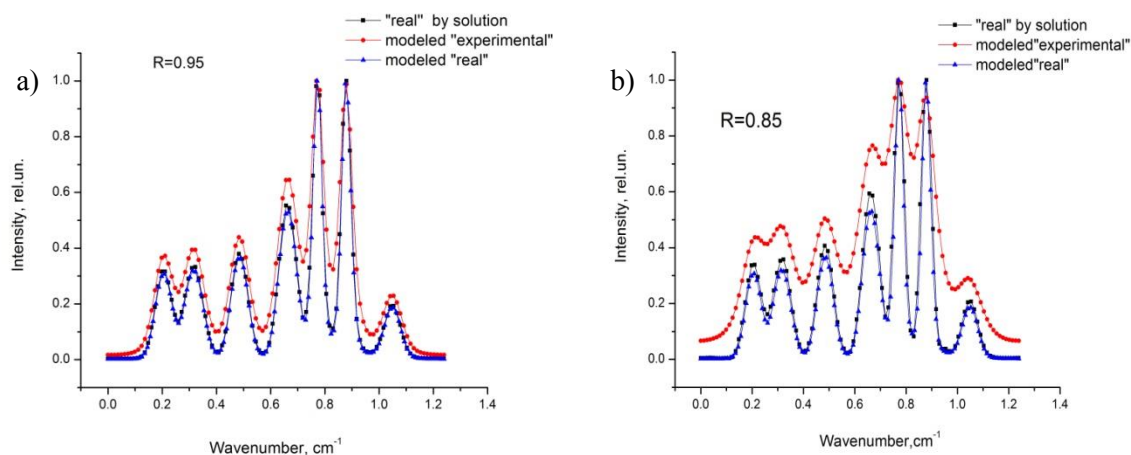 a)
R=0.95
"real" by solution
modeled "experimental"
modeled "real"
Intensity, rel.un.
1.0
0.8
0.6
0.4
0.2
0.0
0.0 0.2 0.4 0.6 0.8 1.0 1.2 1.4
Wavenumber, cm⁻¹
b)
R=0.85
"real" by solution
modeled"experimental"
modeled"real"
Intensity, rel.un.
1.0
0.8
0.6
0.4
0.2
0.0
0.0 0.2 0.4 0.6 0.8 1.0 1.2 1.4
Wavenumber,cm⁻¹